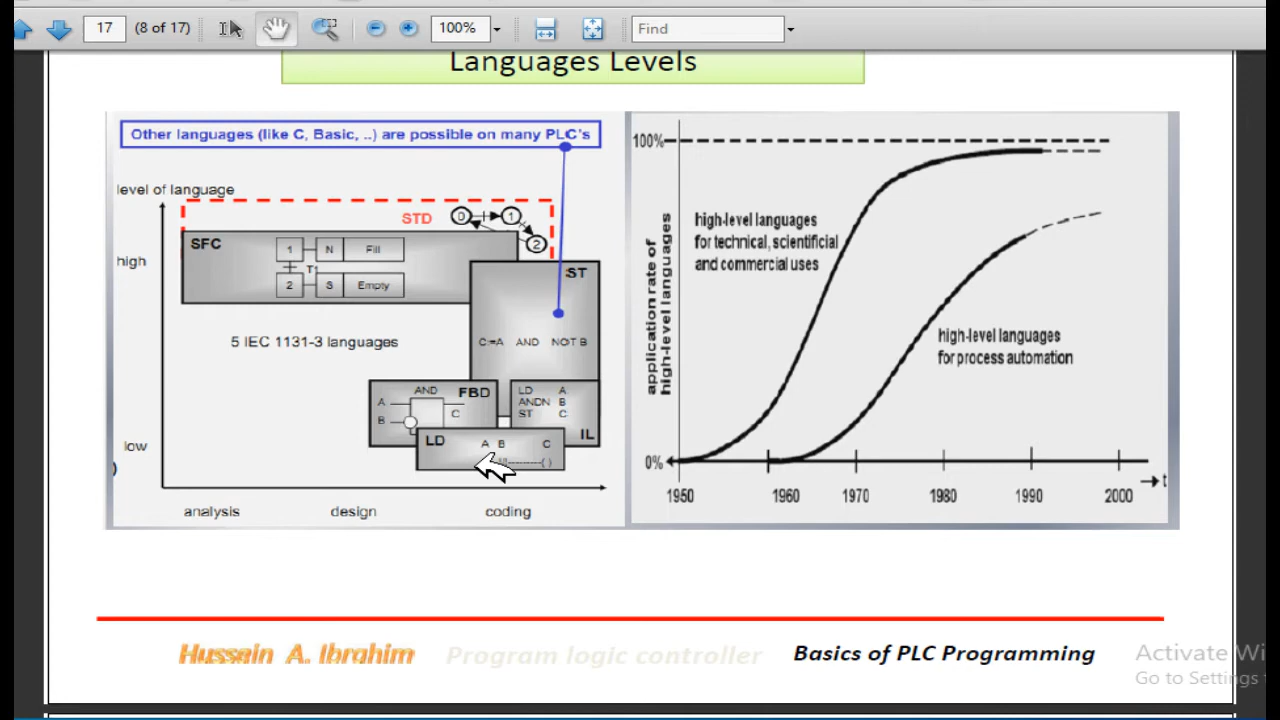 17 (8 of 17) 100% Find
Languages Levels
Other languages (like C, Basic, ..) are possible on many PLC's
level of language
high
low
)
STD
0
1
2
SFC
1 N Fill
T1
2 S Empty
ST
C:=A AND NOT B
5 IEC 1131-3 languages
AND FBD
A
B
C
LD A
ANDN B
ST C
IL
LD A B C
( )
analysis design coding
100%
0%
application rate of
high-level languages
high-level languages
for technical, scientificial
and commercial uses
high-level languages
for process automation
1950 1960 1970 1980 1990 2000
t
Hussein A. Ibrahim Program logic controller Basics of PLC Programming
Activate Wi
Go to Settings